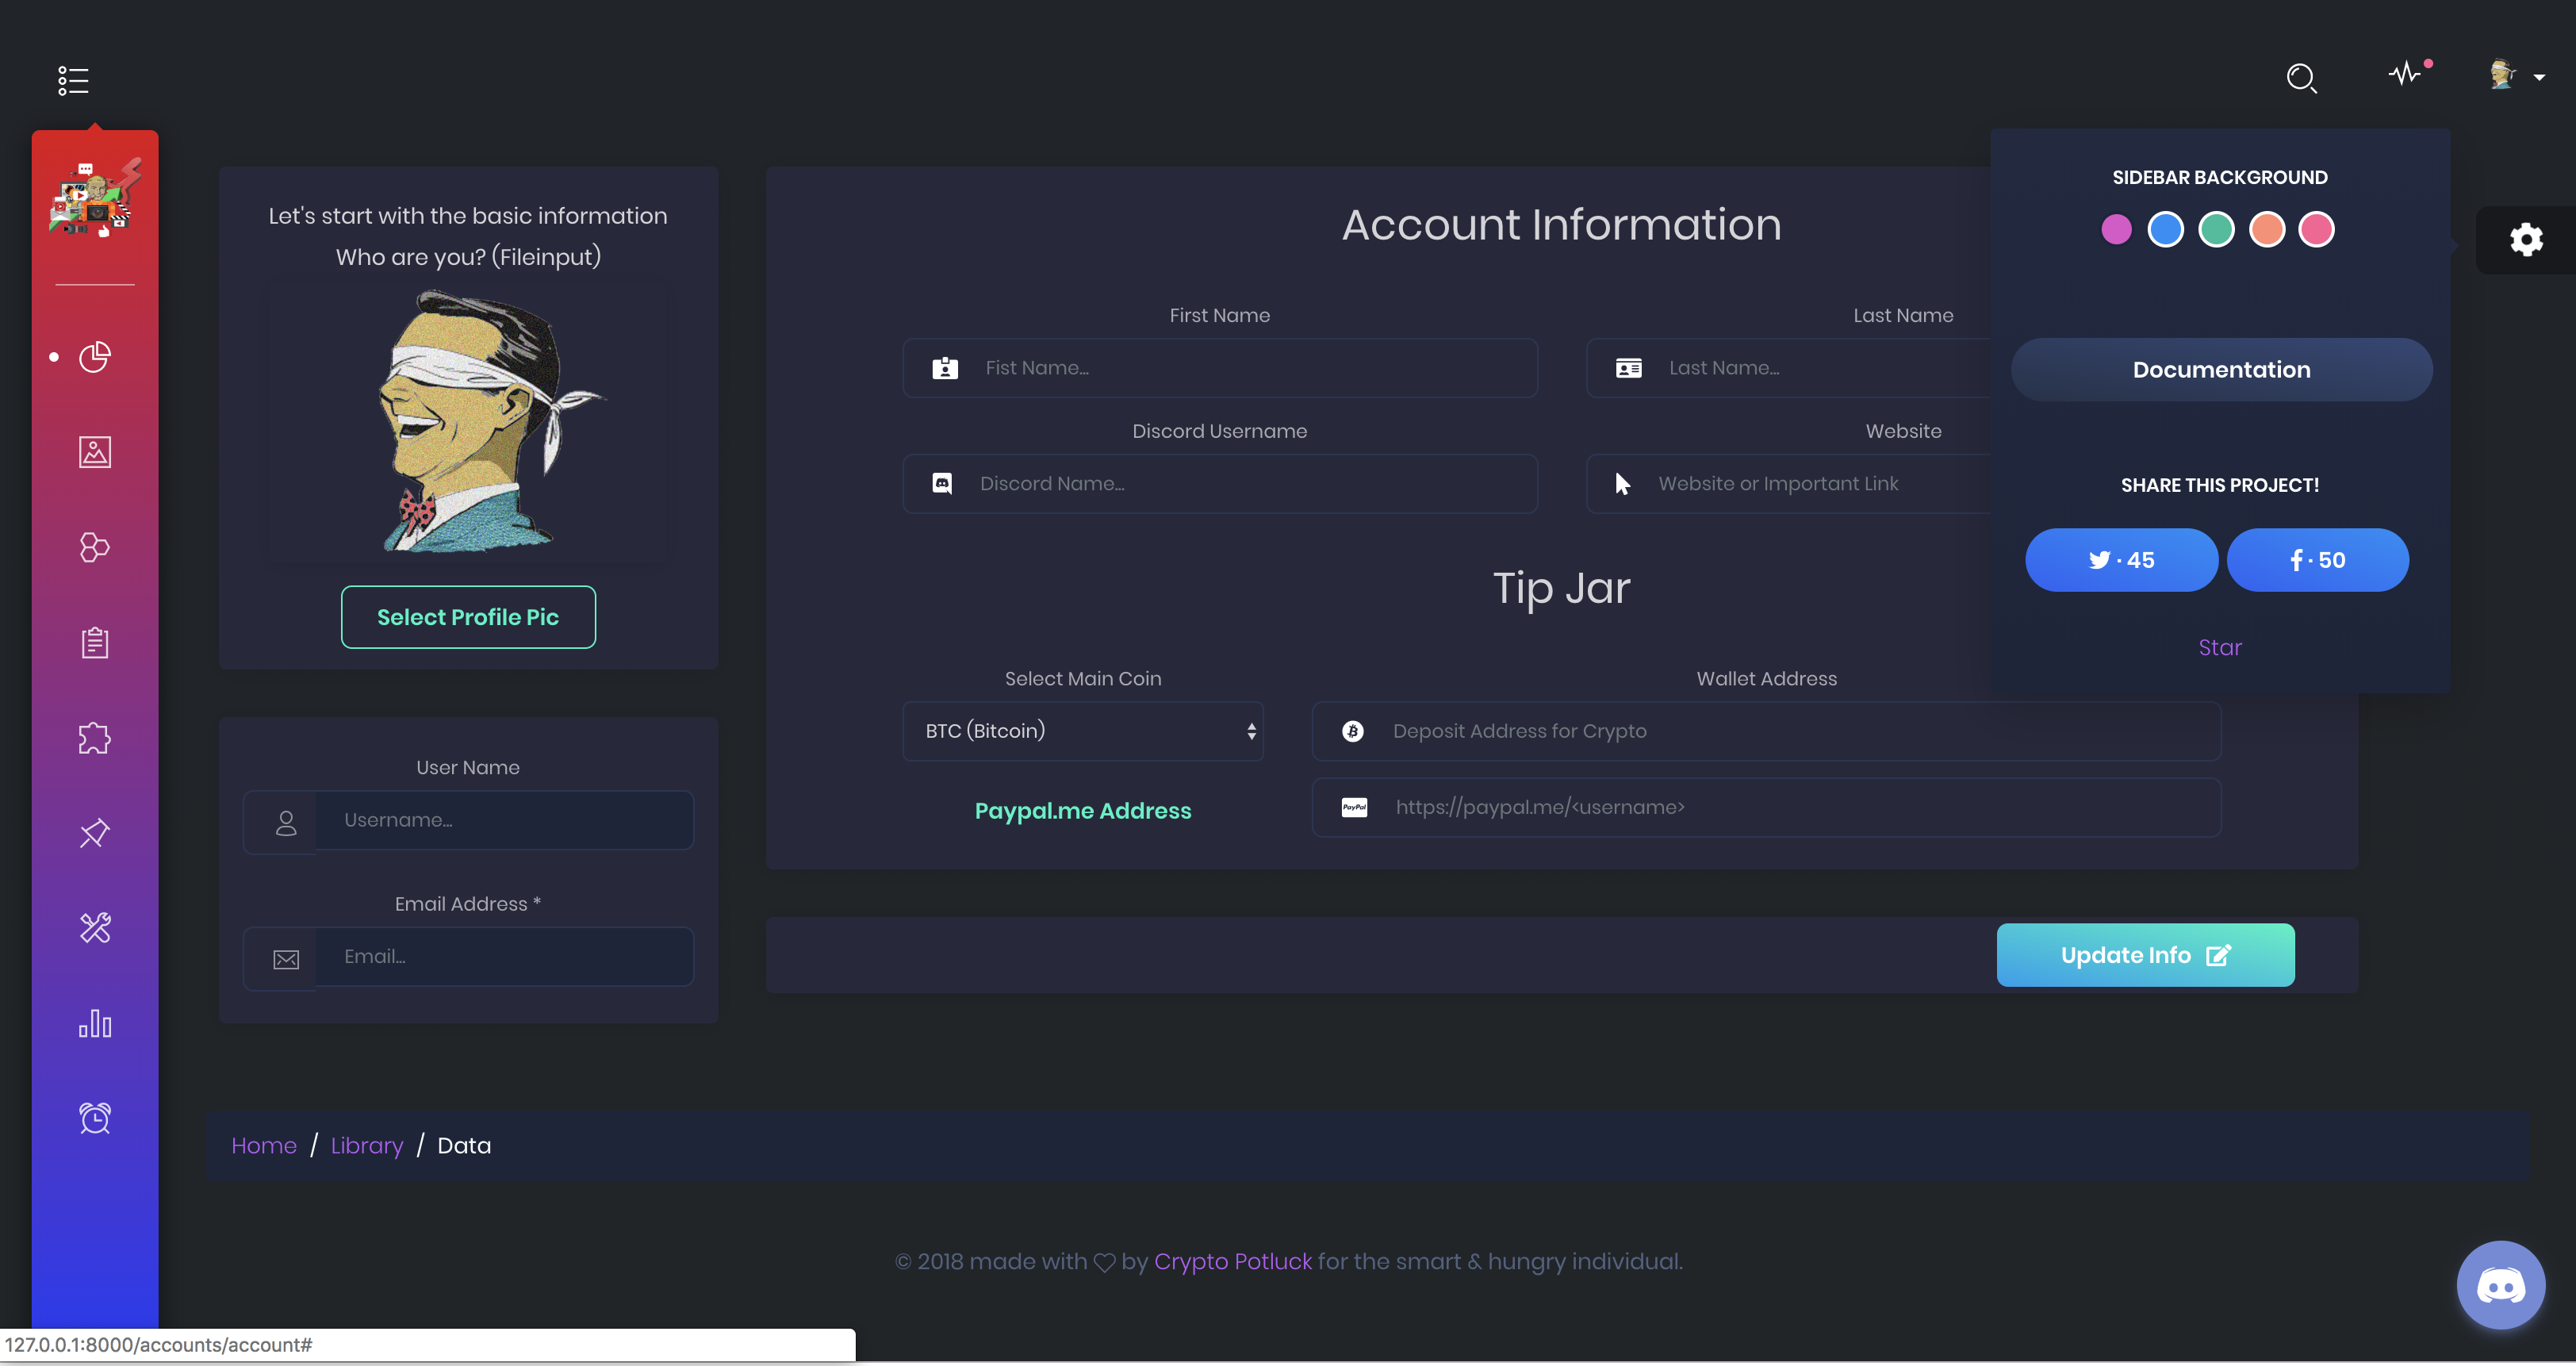 SIDEBAR BACKGROUND
Documentation
SHARE THIS PROJECT!
· 45
· 50
Star
Let's start with the basic information
Who are you? (Fileinput)
Select Profile Pic
User Name
Username...
Email Address *
Email...
Account Information
First Name
Last Name
Fist Name...
Last Name...
Discord Username
Website
Discord Name...
Website or Important Link
Tip Jar
Select Main Coin
Wallet Address
BTC (Bitcoin)
Deposit Address for Crypto
Paypal.me Address
PayPal
https://paypal.me/<username>
Update Info
Home / Library / Data
© 2018 made with ♡ by Crypto Potluck for the smart & hungry individual.
127.0.0.1:8000/accounts/account#